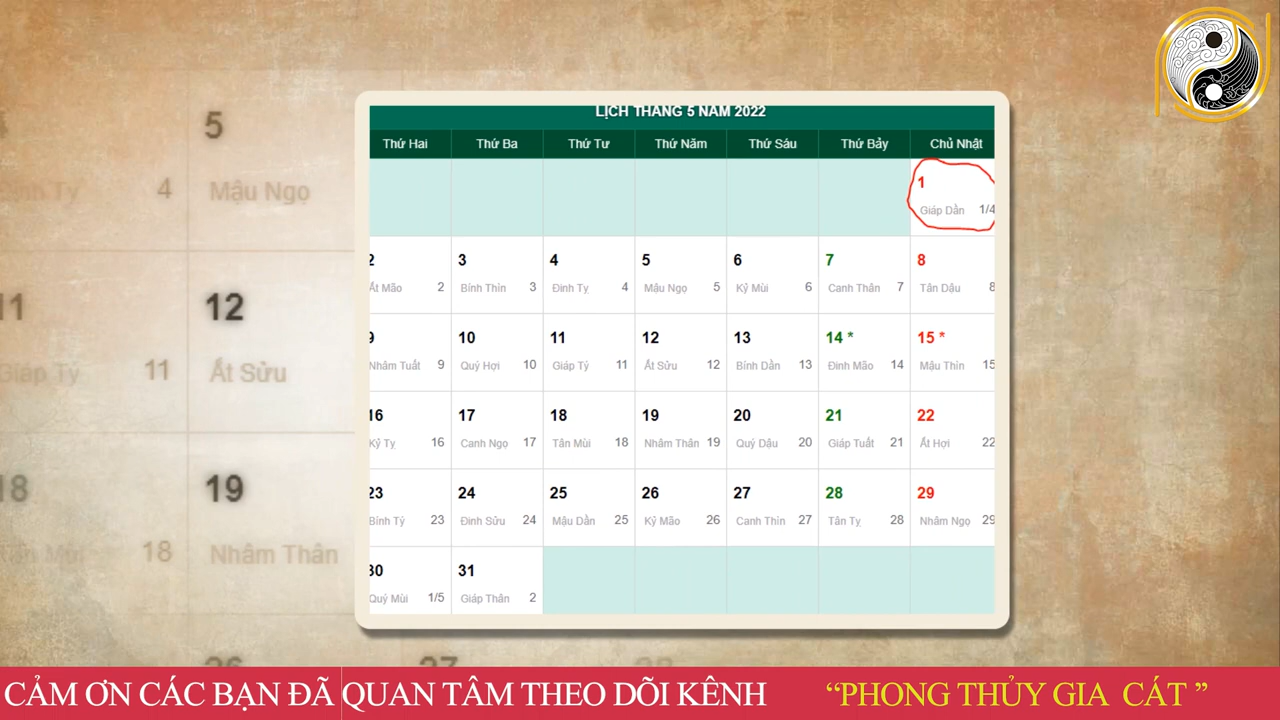 LỊCH THÁNG 5 NĂM 2022
Thứ Hai Thứ Ba Thứ Tư Thứ Năm Thứ Sáu Thứ Bảy Chủ Nhật
1
Giáp Dần 1/4
2 3 4 5 6 7 8
Ất Mão 2 Bính Thìn 3 Đinh Tỵ 4 Mậu Ngọ 5 Kỷ Mùi 6 Canh Thân 7 Tân Dậu 8
9 10 11 12 13 14 * 15 *
Nhâm Tuất 9 Quý Hợi 10 Giáp Tý 11 Ất Sửu 12 Bính Dần 13 Đinh Mão 14 Mậu Thìn 15
16 17 18 19 20 21 22
Kỷ Tỵ 16 Canh Ngọ 17 Tân Mùi 18 Nhâm Thân 19 Quý Dậu 20 Giáp Tuất 21 Ất Hợi 22
23 24 25 26 27 28 29
Bính Tý 23 Đinh Sửu 24 Mậu Dần 25 Kỷ Mão 26 Canh Thìn 27 Tân Tỵ 28 Nhâm Ngọ 29
30 31
Quý Mùi 1/5 Giáp Thân 2
5
4 Mậu Ngọ
11 12
Giáp Tý 11 Ất Sửu
18 19
18 Nhâm Thân
CẢM ƠN CÁC BẠN ĐÃ QUAN TÂM THEO DÕI KÊNH “PHONG THỦY GIA CÁT ”